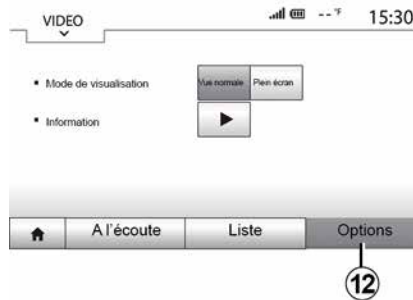 VIDEO
--°F
15:30
• Mode de visualisation
Vue normale
Plein écran
• Information
A l'écoute
Liste
Options
12